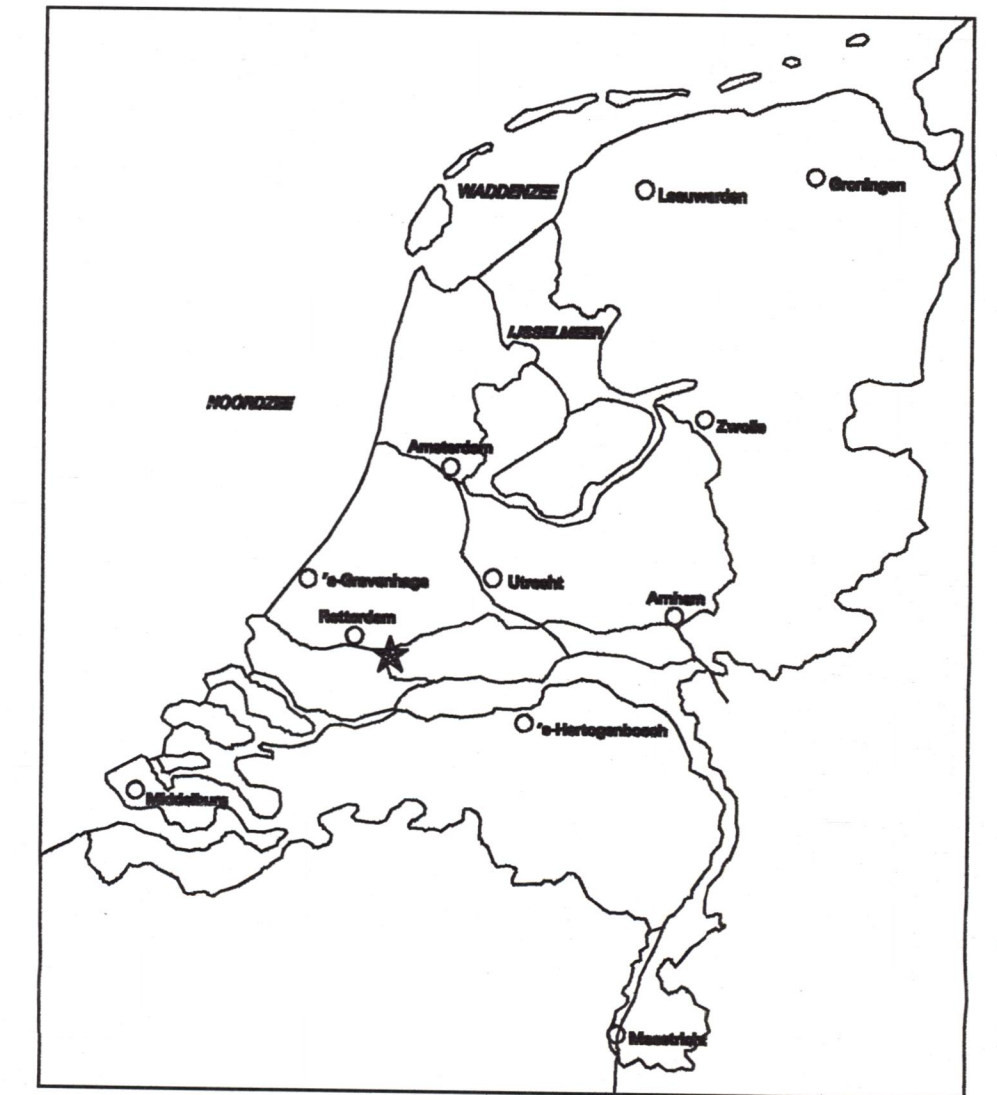 WADDENZEE
Leeuwarden
Groningen
IJSSELMEER
NOORDZEE
Zwolle
Amsterdam
's-Gravenhage
Utrecht
Arnhem
Rotterdam
's-Hertogenbosch
Middelburg
Maastricht